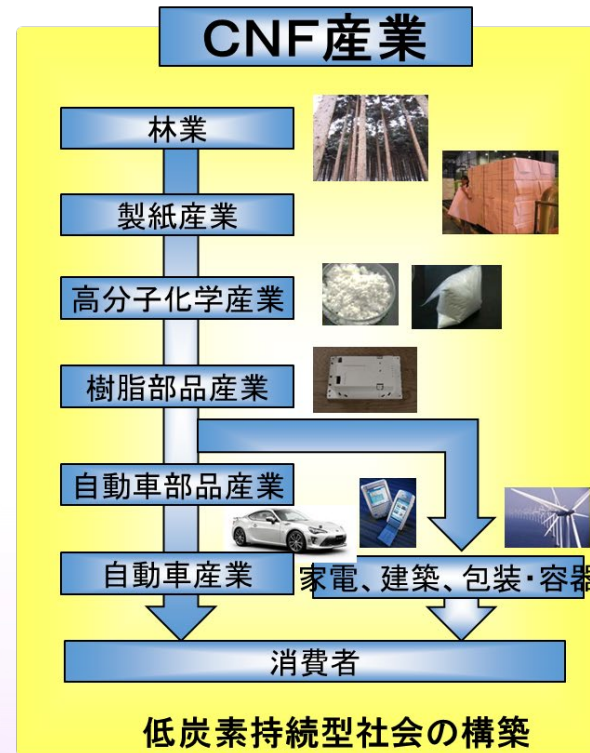 CNF産業
林業
製紙産業
高分子化学産業
樹脂部品産業
自動車部品産業
自動車産業
家電、建築、包装・容器
消費者
低炭素持続型社会の構築